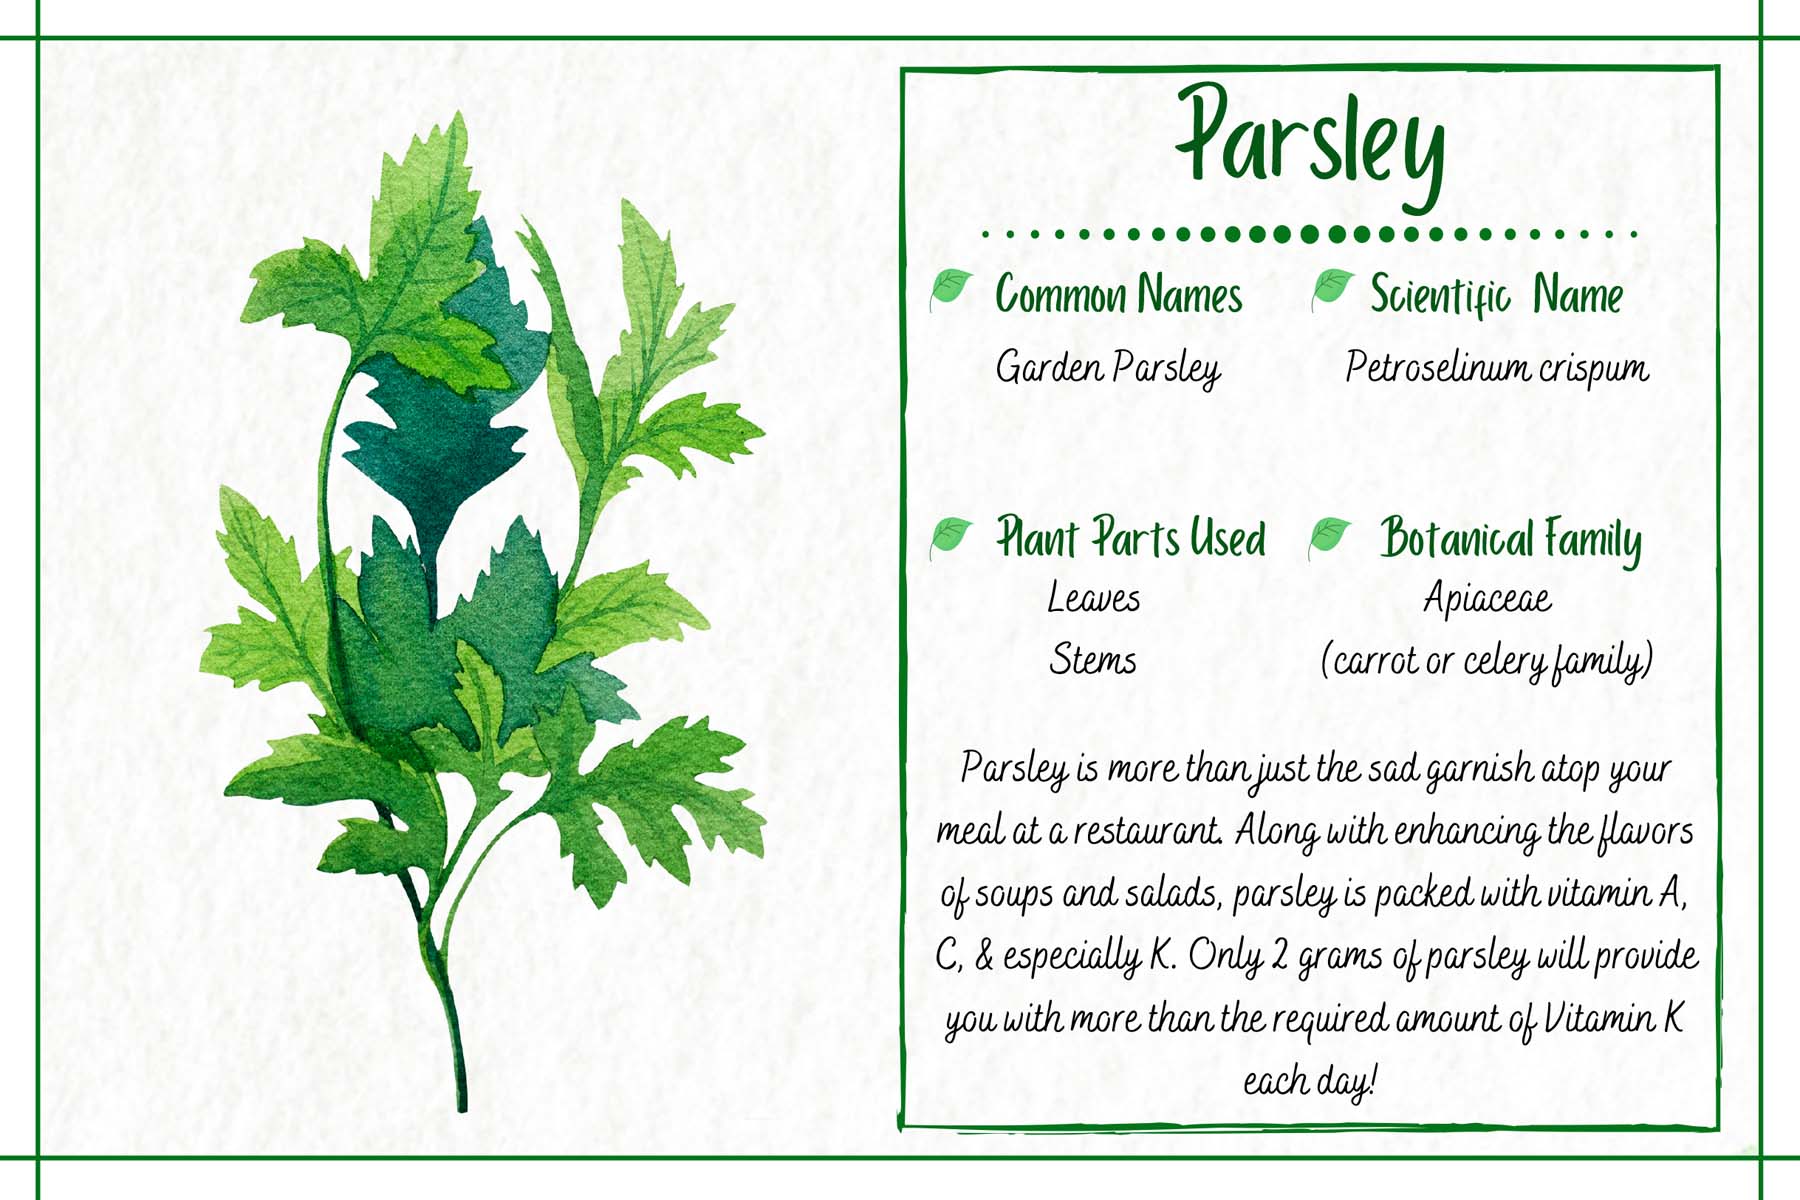 Parsley
Common Names
Garden Parsley
Scientific Name
Petroselinum crispum
Plant Parts Used
Leaves
Stems
Botanical Family
Apiaceae
(carrot or celery family)
Parsley is more than just the sad garnish atop your
meal at a restaurant. Along with enhancing the flavors
of soups and salads, parsley is packed with vitamin A,
C, & especially K. Only 2 grams of parsley will provide
you with more than the required amount of Vitamin K
each day!